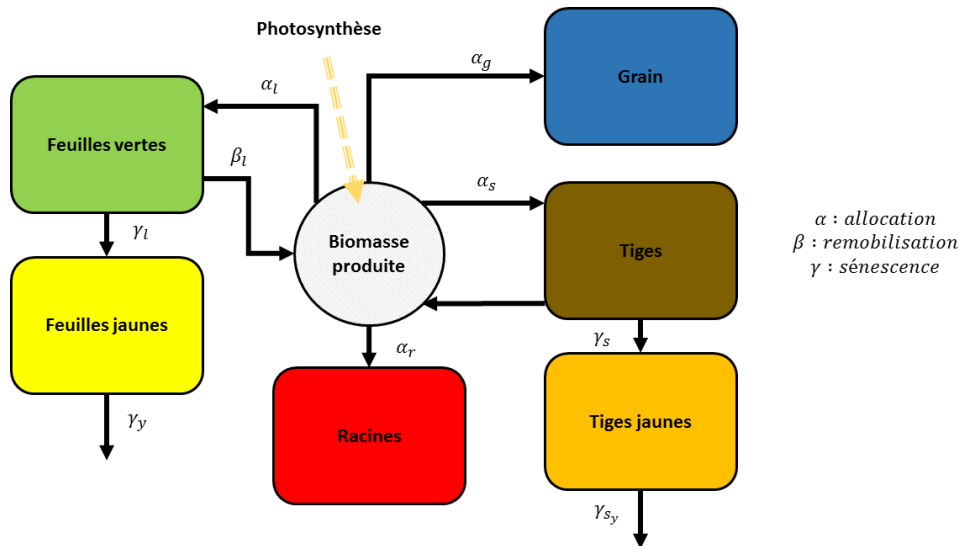 Photosynthèse
α_g
Grain
α_l
Feuilles vertes
β_l
α_s
Biomasse
produite
Tiges
α : allocation
β : remobilisation
γ : sénescence
γ_l
Feuilles jaunes
α_r
γ_s
Racines
Tiges jaunes
γ_y
γ_{s_y}